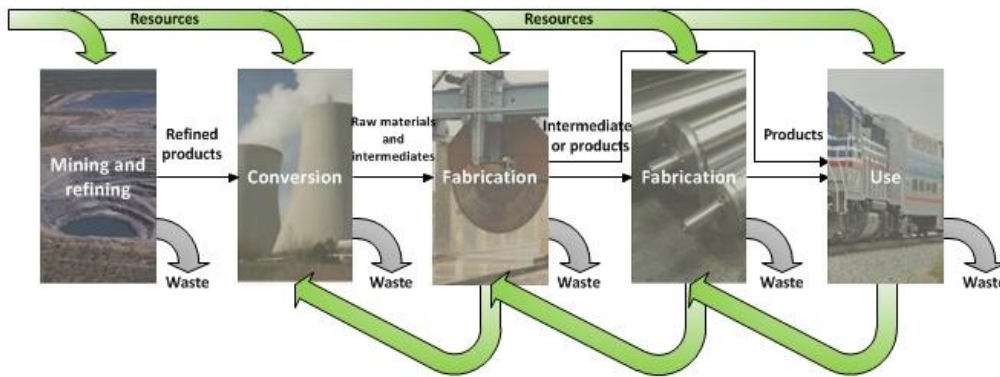 Resources
Resources
Mining and
refining
Refined
products
Conversion
Raw materials
and
intermediates
Fabrication
Intermediate
or products
Fabrication
Products
Use
Waste
Waste
Waste
Waste
Waste